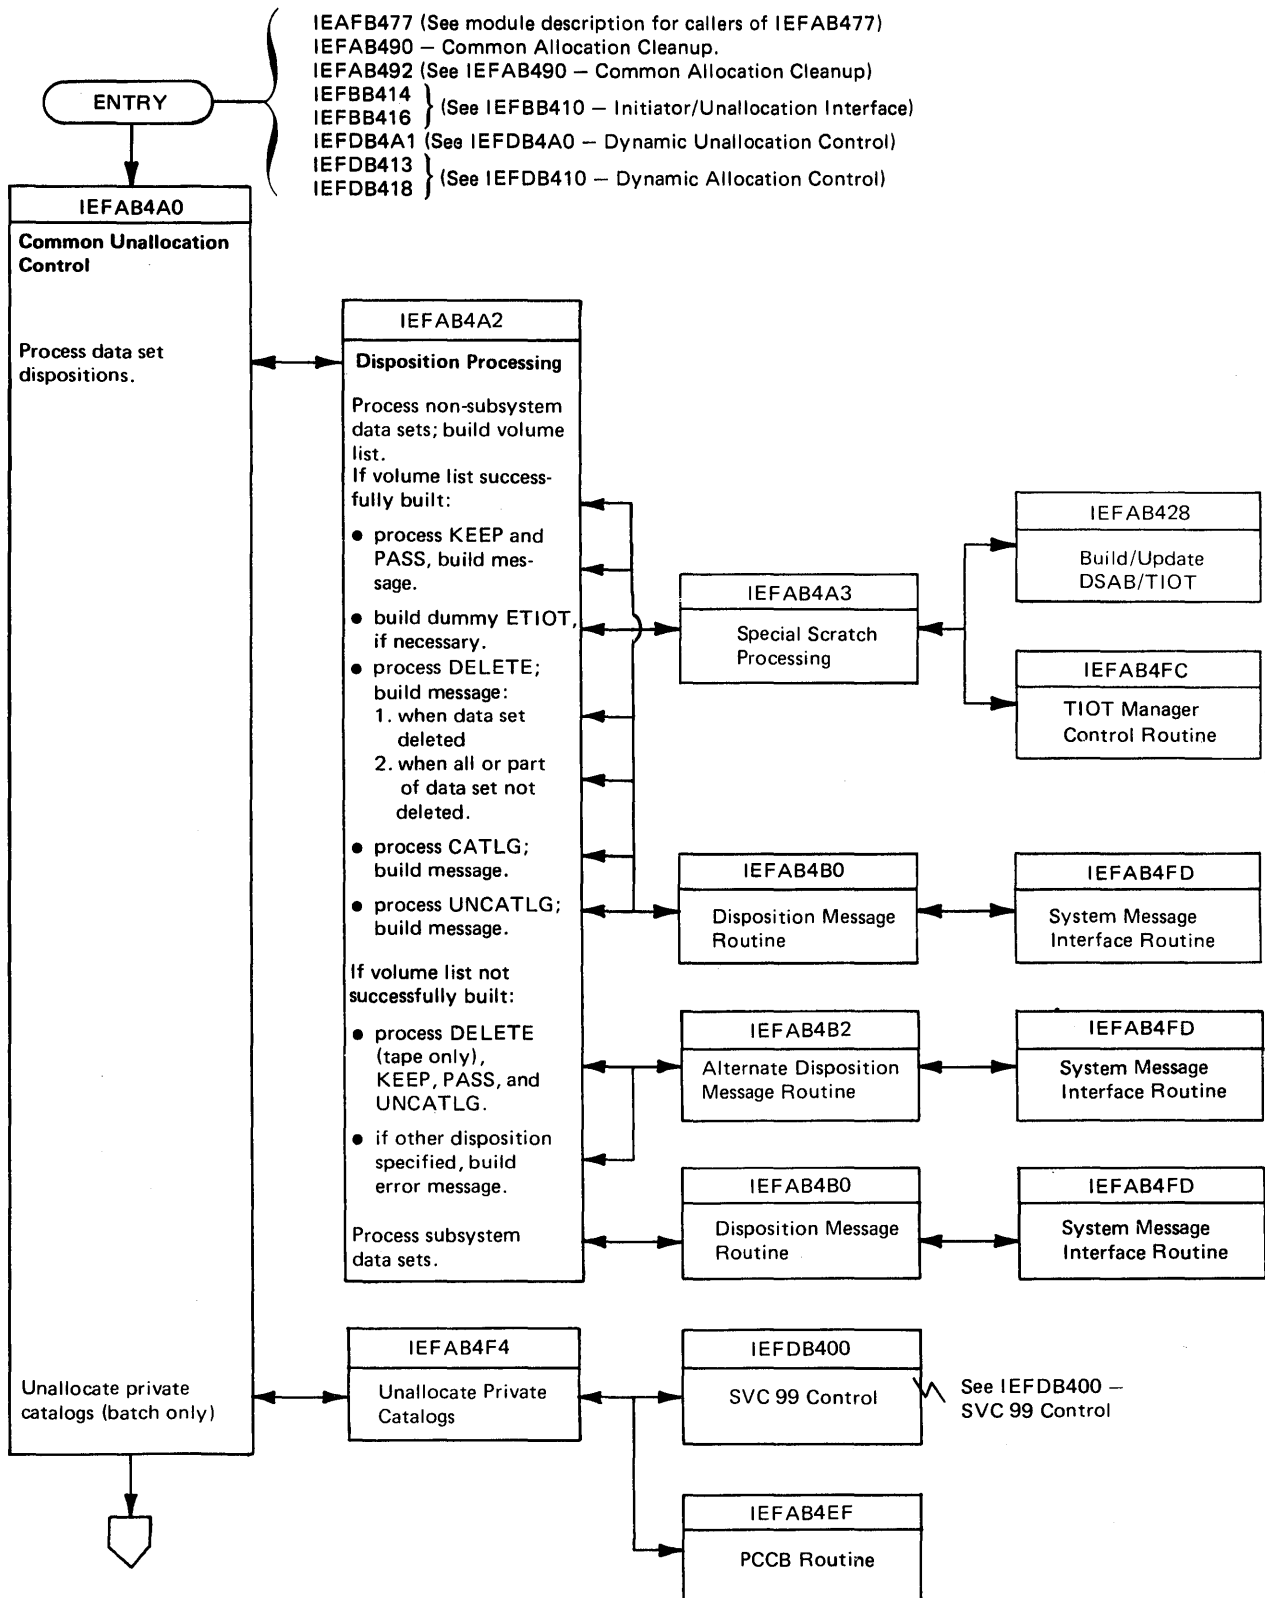 IEAFB477 (See module description for callers of IEFAB477)
IEFAB490 – Common Allocation Cleanup.
IEFAB492 (See IEFAB490 – Common Allocation Cleanup)
IEFBB414
IEFBB416
(See IEFBB410 – Initiator/Unallocation Interface)
IEFDB4A1 (See IEFDB4A0 – Dynamic Unallocation Control)
IEFDB413
IEFDB418
(See IEFDB410 – Dynamic Allocation Control)
ENTRY
IEFAB4A0
Common Unallocation
Control
Process data set
dispositions.
Unallocate private
catalogs (batch only)
IEFAB4A2
Disposition Processing
Process non-subsystem
data sets; build volume
list.
If volume list success-
fully built:
• process KEEP and
PASS, build mes-
sage.
• build dummy ETIOT,
if necessary.
• process DELETE;
build message:
1. when data set
deleted
2. when all or part
of data set not
deleted.
• process CATLG;
build message.
• process UNCATLG;
build message.
If volume list not
successfully built:
• process DELETE
(tape only),
KEEP, PASS, and
UNCATLG.
• if other disposition
specified, build
error message.
Process subsystem
data sets.
IEFAB4A3
Special Scratch
Processing
IEFAB428
Build/Update
DSAB/TIOT
IEFAB4FC
TIOT Manager
Control Routine
IEFAB4B0
Disposition Message
Routine
IEFAB4FD
System Message
Interface Routine
IEFAB4B2
Alternate Disposition
Message Routine
IEFAB4FD
System Message
Interface Routine
IEFAB4B0
Disposition Message
Routine
IEFAB4FD
System Message
Interface Routine
IEFAB4F4
Unallocate Private
Catalogs
IEFDB400
SVC 99 Control
See IEFDB400 –
SVC 99 Control
IEFAB4EF
PCCB Routine